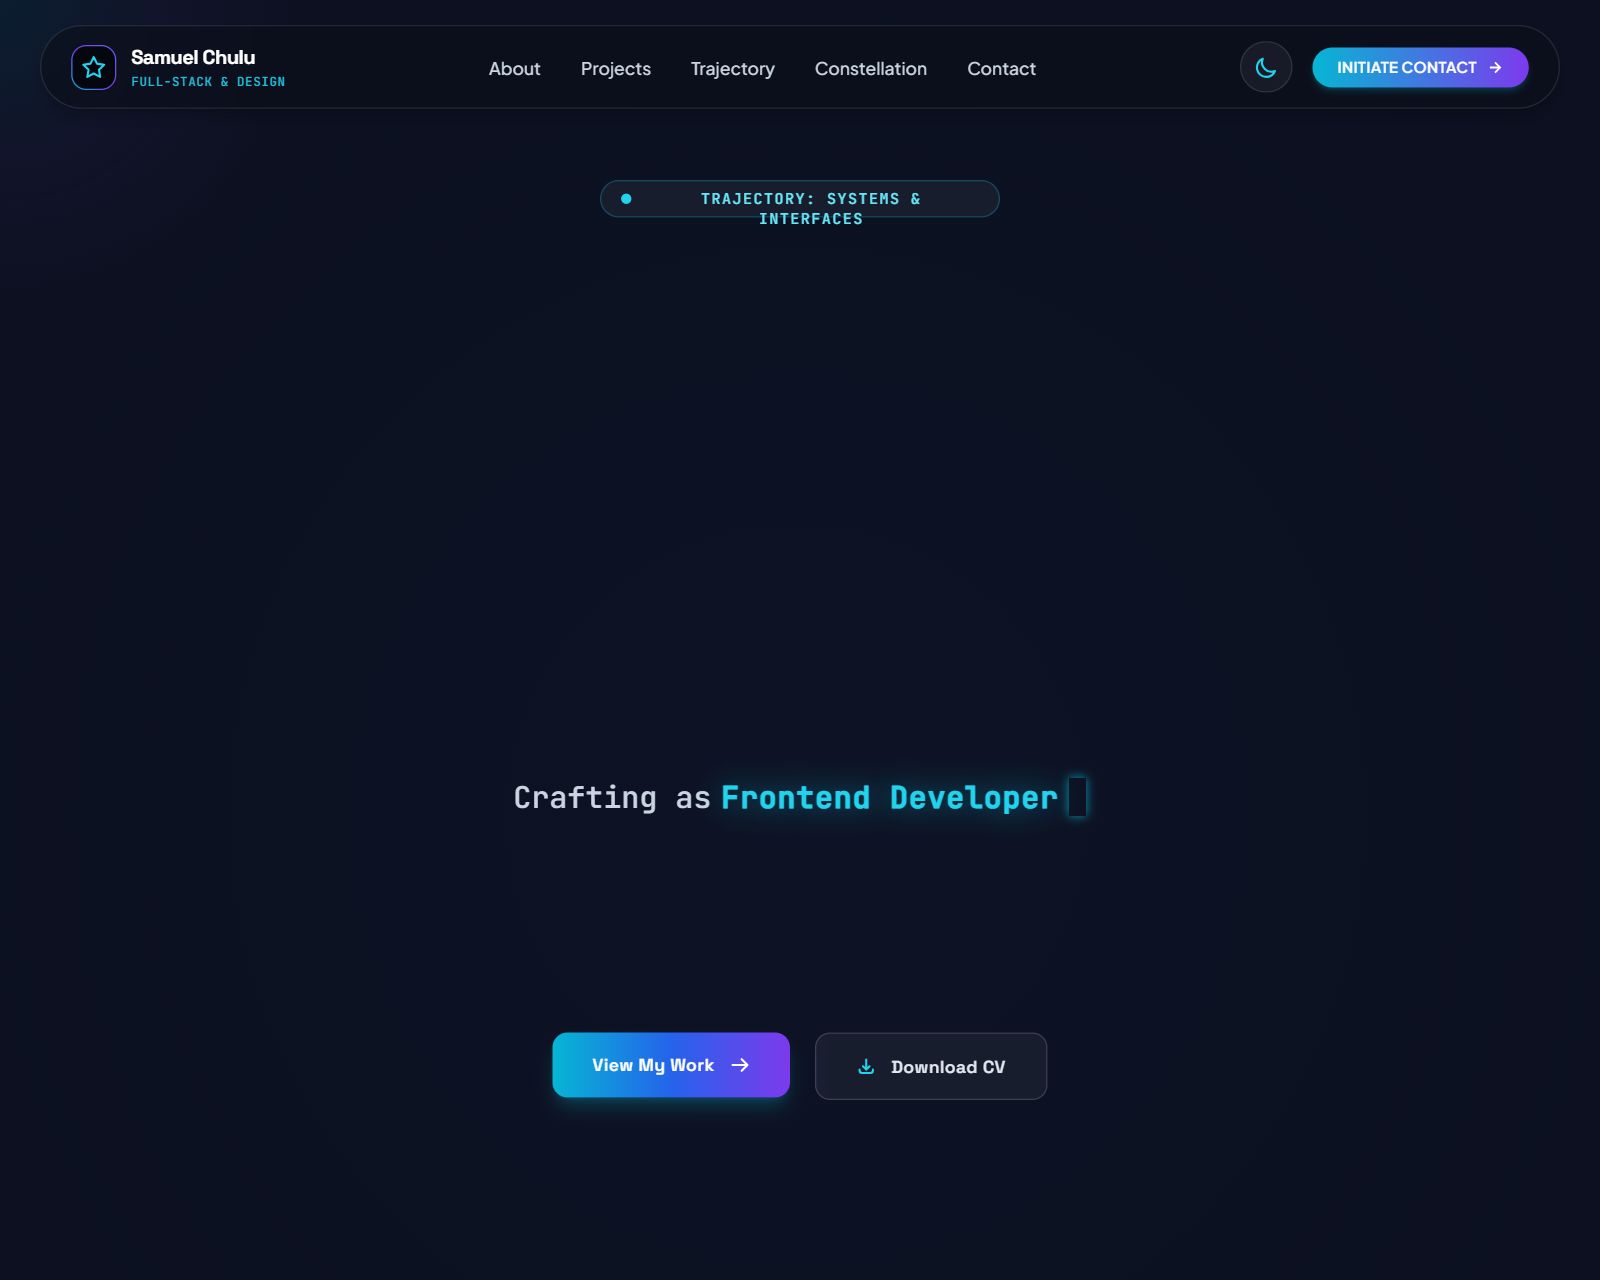 Samuel Chulu
FULL-STACK & DESIGN
About
Projects
Trajectory
Constellation
Contact
INITIATE CONTACT
TRAJECTORY: SYSTEMS &
INTERFACES
Crafting as Frontend Developer
View My Work
Download CV